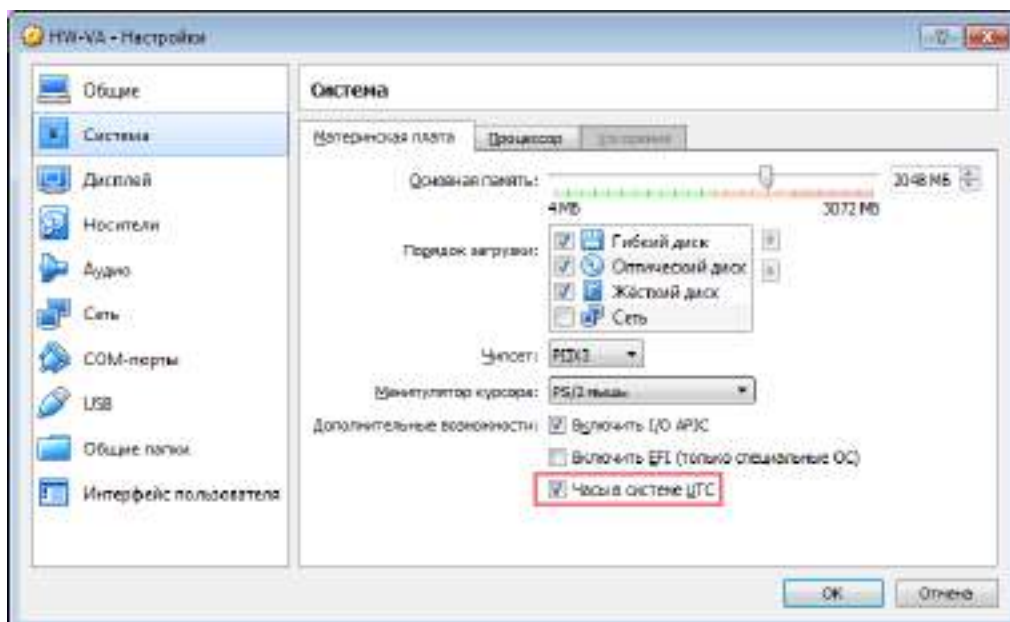 HW-VA - Настройки
Общие
Система
Дисплей
Носители
Аудио
Сеть
COM-порты
USB
Общие папки
Интерфейс пользователя
Система
Материнская плата Процессор Ускорение
Основная память: 2048 МБ
4 МБ 3072 МБ
Порядок загрузки: Гибкий диск
Оптический диск
Жёсткий диск
Сеть
Чипсет: PIIX3
Манипулятор курсора: PS/2 мышь
Дополнительные возможности: Включить I/O APIC
Включить EFI (только специальные ОС)
Часы в системе UTC
OK Отмена